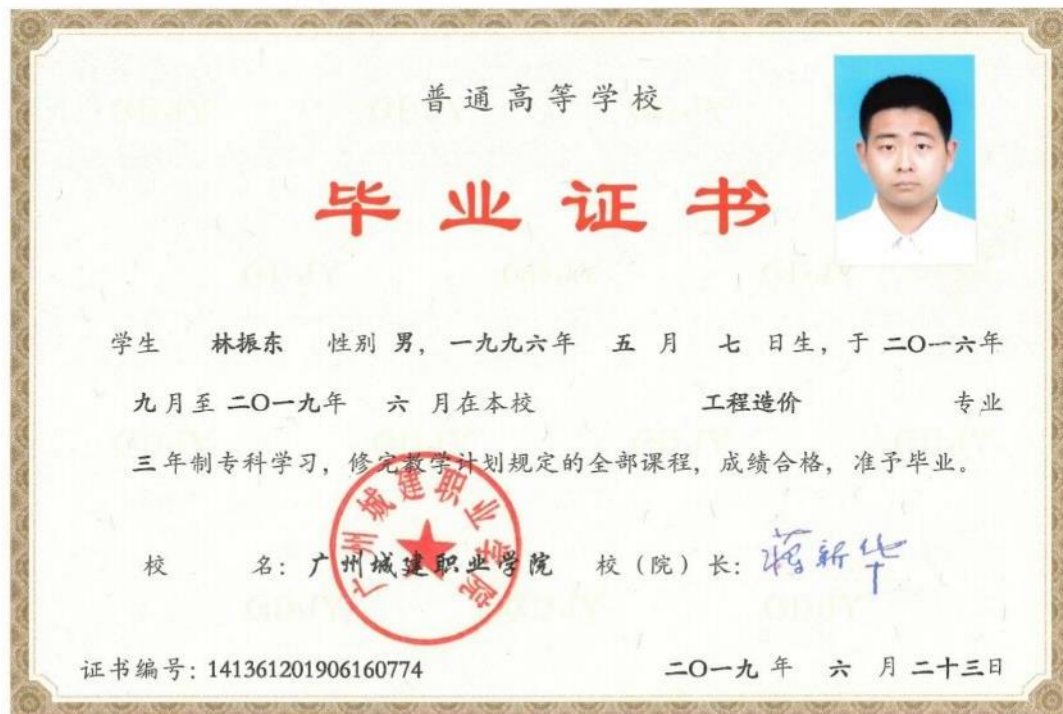 普通高等学校
毕业证书
学生 林振东 性别 男，一九九六年 五 月 七 日生，于 二〇一六年
九月至 二〇一九年 六 月在本校 工程造价 专业
三 年制专科学习，修完教学计划规定的全部课程，成绩合格，准予毕业。
广州城建职业学院
校 名：广州城建职业学院 校（院）长：蒋新华
证书编号：141361201906160774 二〇一九 年 六 月 二十三日